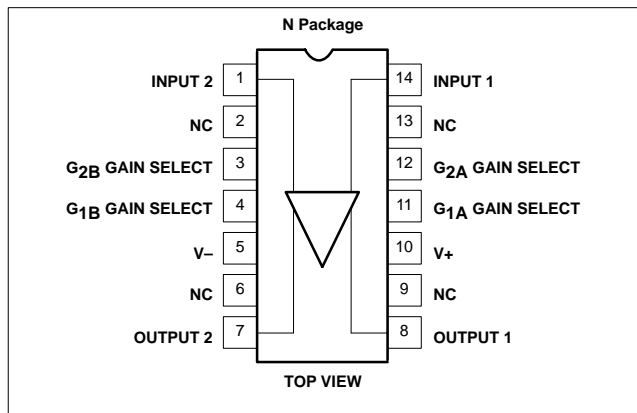 N Package
INPUT 2 1 14 INPUT 1
NC 2 13 NC
G2B GAIN SELECT 3 12 G2A GAIN SELECT
G1B GAIN SELECT 4 11 G1A GAIN SELECT
V– 5 10 V+
NC 6 9 NC
OUTPUT 2 7 8 OUTPUT 1
TOP VIEW